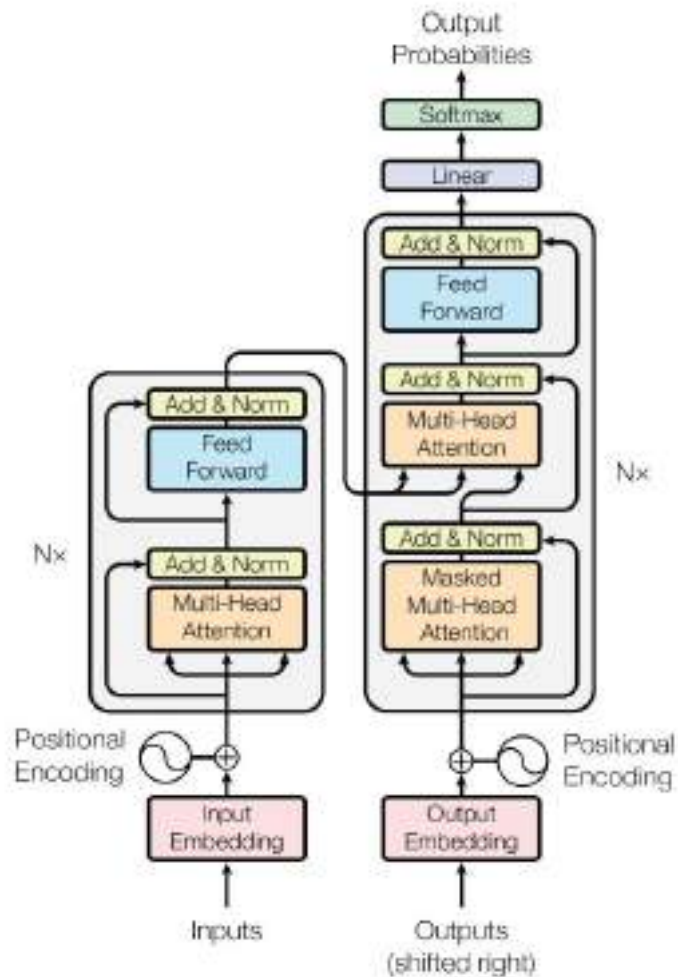 Output
Probabilities
Softmax
Linear
Add & Norm
Feed
Forward
Add & Norm
Multi-Head
Attention
Add & Norm
Masked
Multi-Head
Attention
Nx
Add & Norm
Feed
Forward
Add & Norm
Multi-Head
Attention
Nx
Positional
Encoding
Positional
Encoding
Input
Embedding
Output
Embedding
Inputs
Outputs
(shifted right)